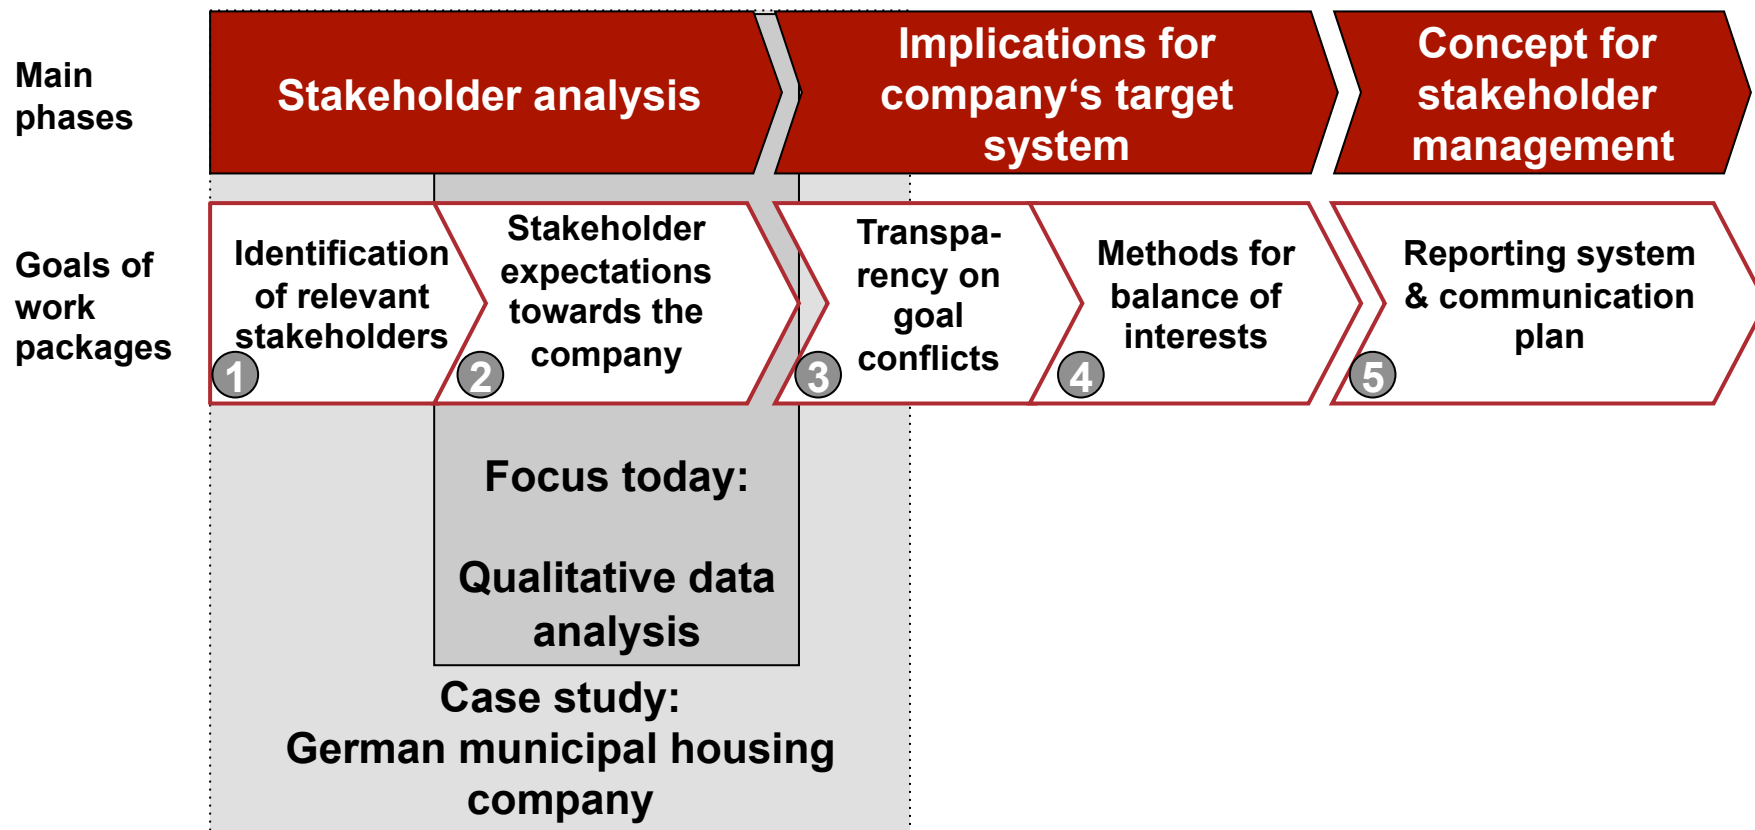 Main
phases
Stakeholder analysis
Implications for
company‘s target
system
Concept for
stakeholder
management
Goals of
work
packages
Identification
of relevant
stakeholders
1
Stakeholder
expectations
towards the
company
2
Transpa-
rency on
goal
conflicts
3
Methods for
balance of
interests
4
Reporting system
& communication
plan
5
Focus today:
Qualitative data
analysis
Case study:
German municipal housing
company